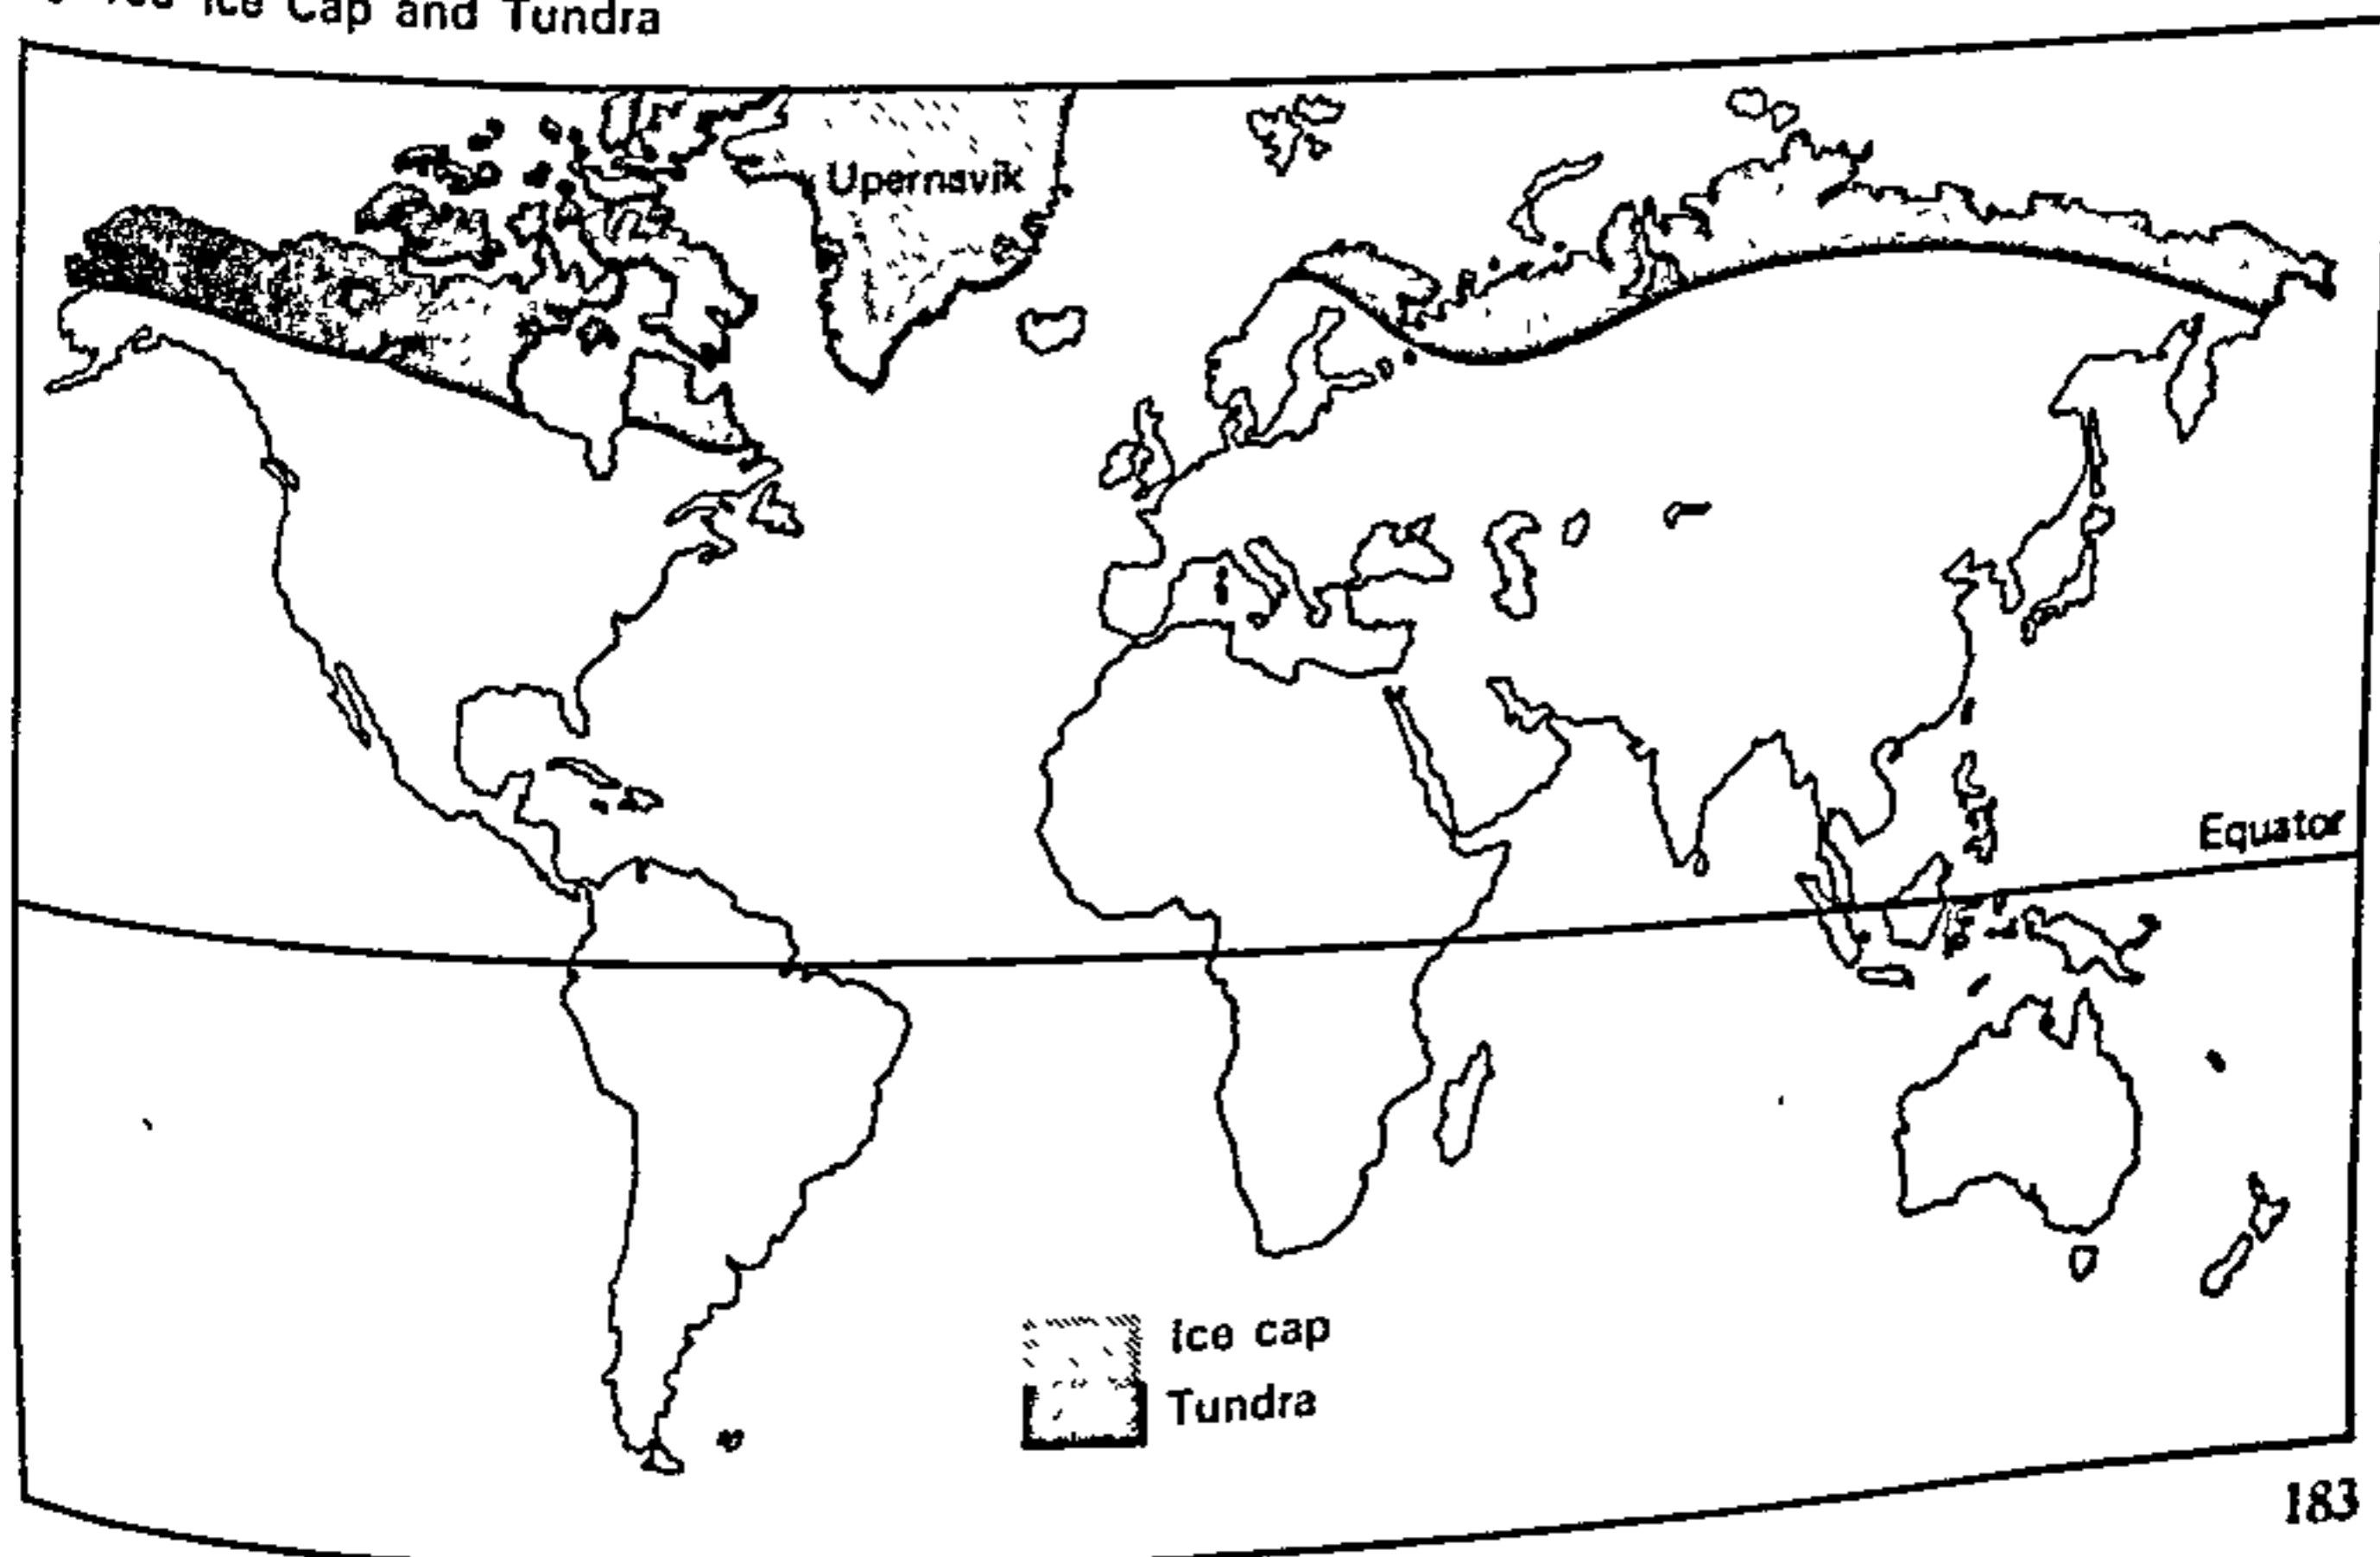 Ice Cap and Tundra
Upernavik
Equator
Ice cap
Tundra
183